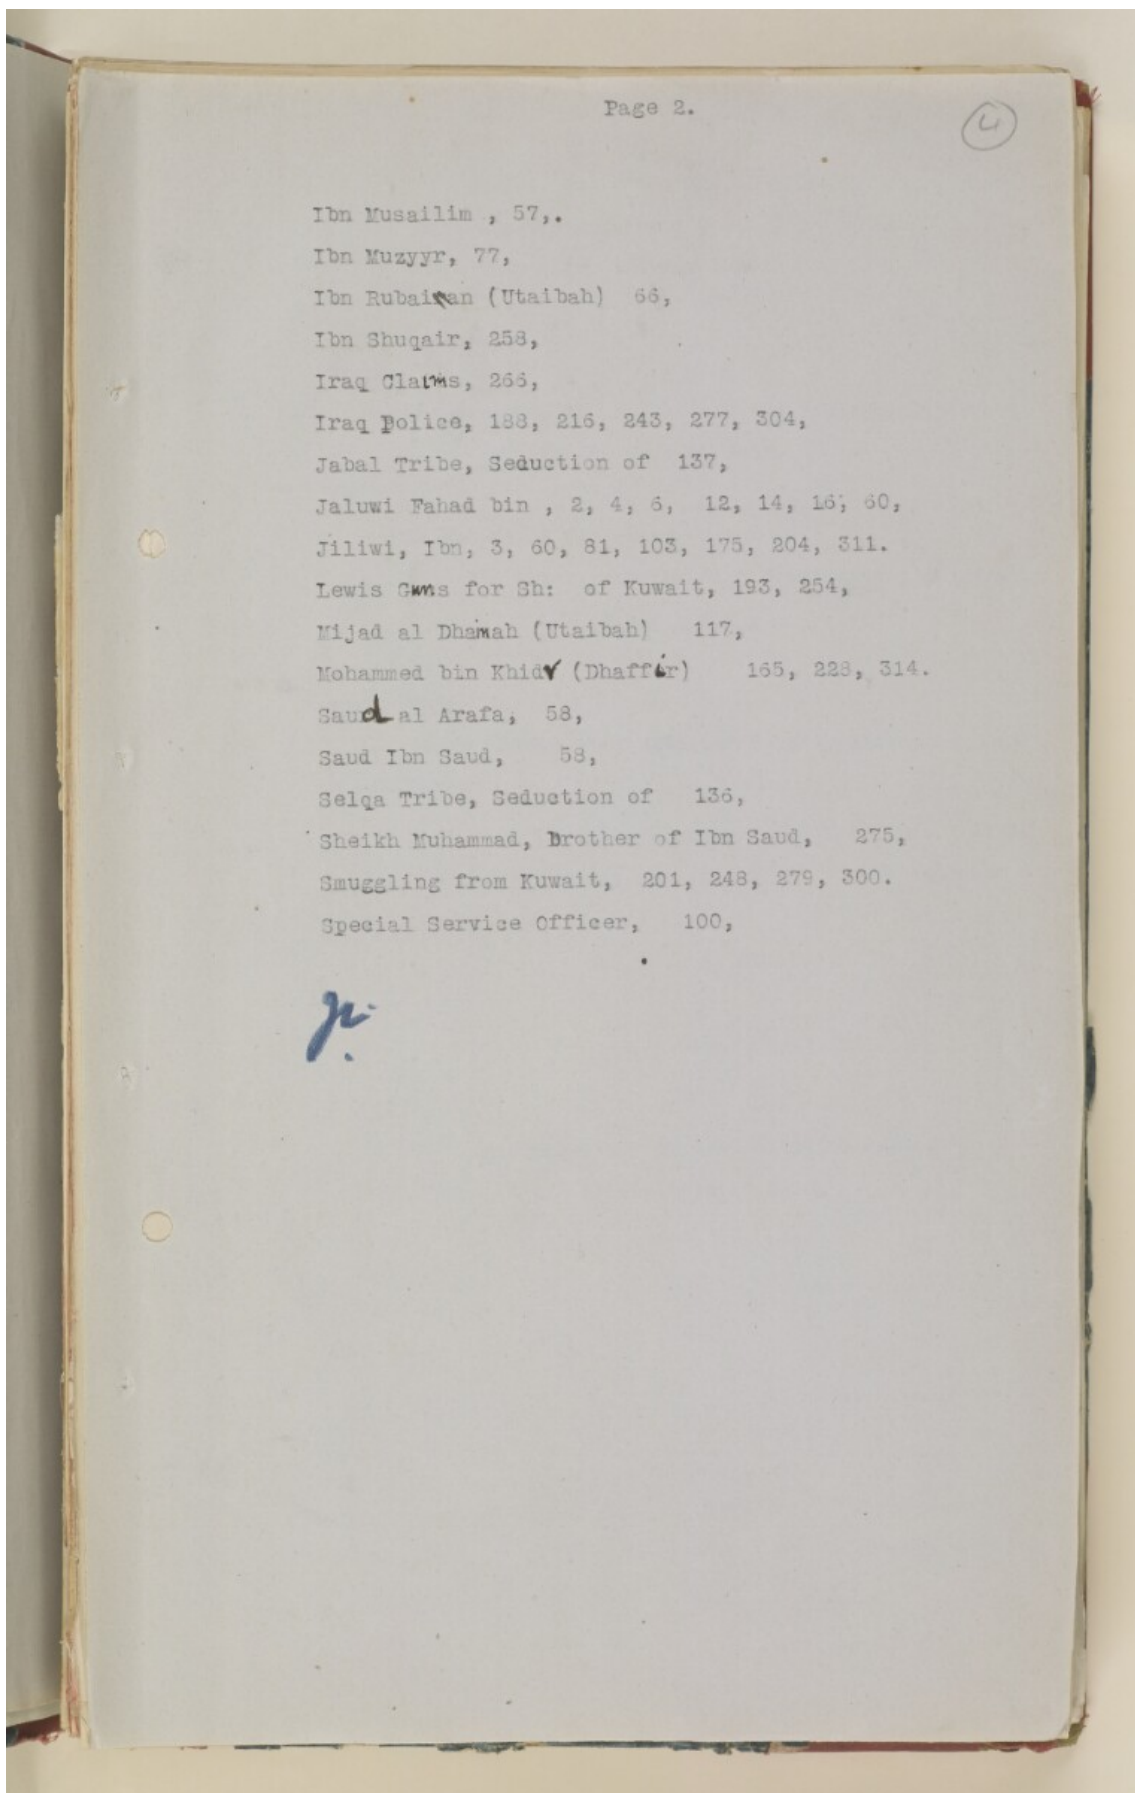 Page 2.
4
Ibn Musailim , 57,.
Ibn Muzyyr, 77,
Ibn Rubairan (Utaibah) 66,
Ibn Shuqair, 258,
Iraq Claims, 266,
Iraq Police, 188, 216, 243, 277, 304,
Jabal Tribe, Seduction of 137,
Jaluwi Fahad bin , 2, 4, 6, 12, 14, 16, 60,
Jiliwi, Ibn, 3, 60, 81, 103, 175, 204, 311.
Lewis Guns for Sh: of Kuwait, 193, 254,
Mijad al Dhainah (Utaibah) 117,
Mohammed bin Khidr (Dhaffir) 165, 228, 314.
Saud al Arafa, 58,
Saud Ibn Saud, 58,
Selqa Tribe, Seduction of 136,
Sheikh Muhammad, Brother of Ibn Saud, 275,
Smuggling from Kuwait, 201, 248, 279, 300.
Special Service Officer, 100,